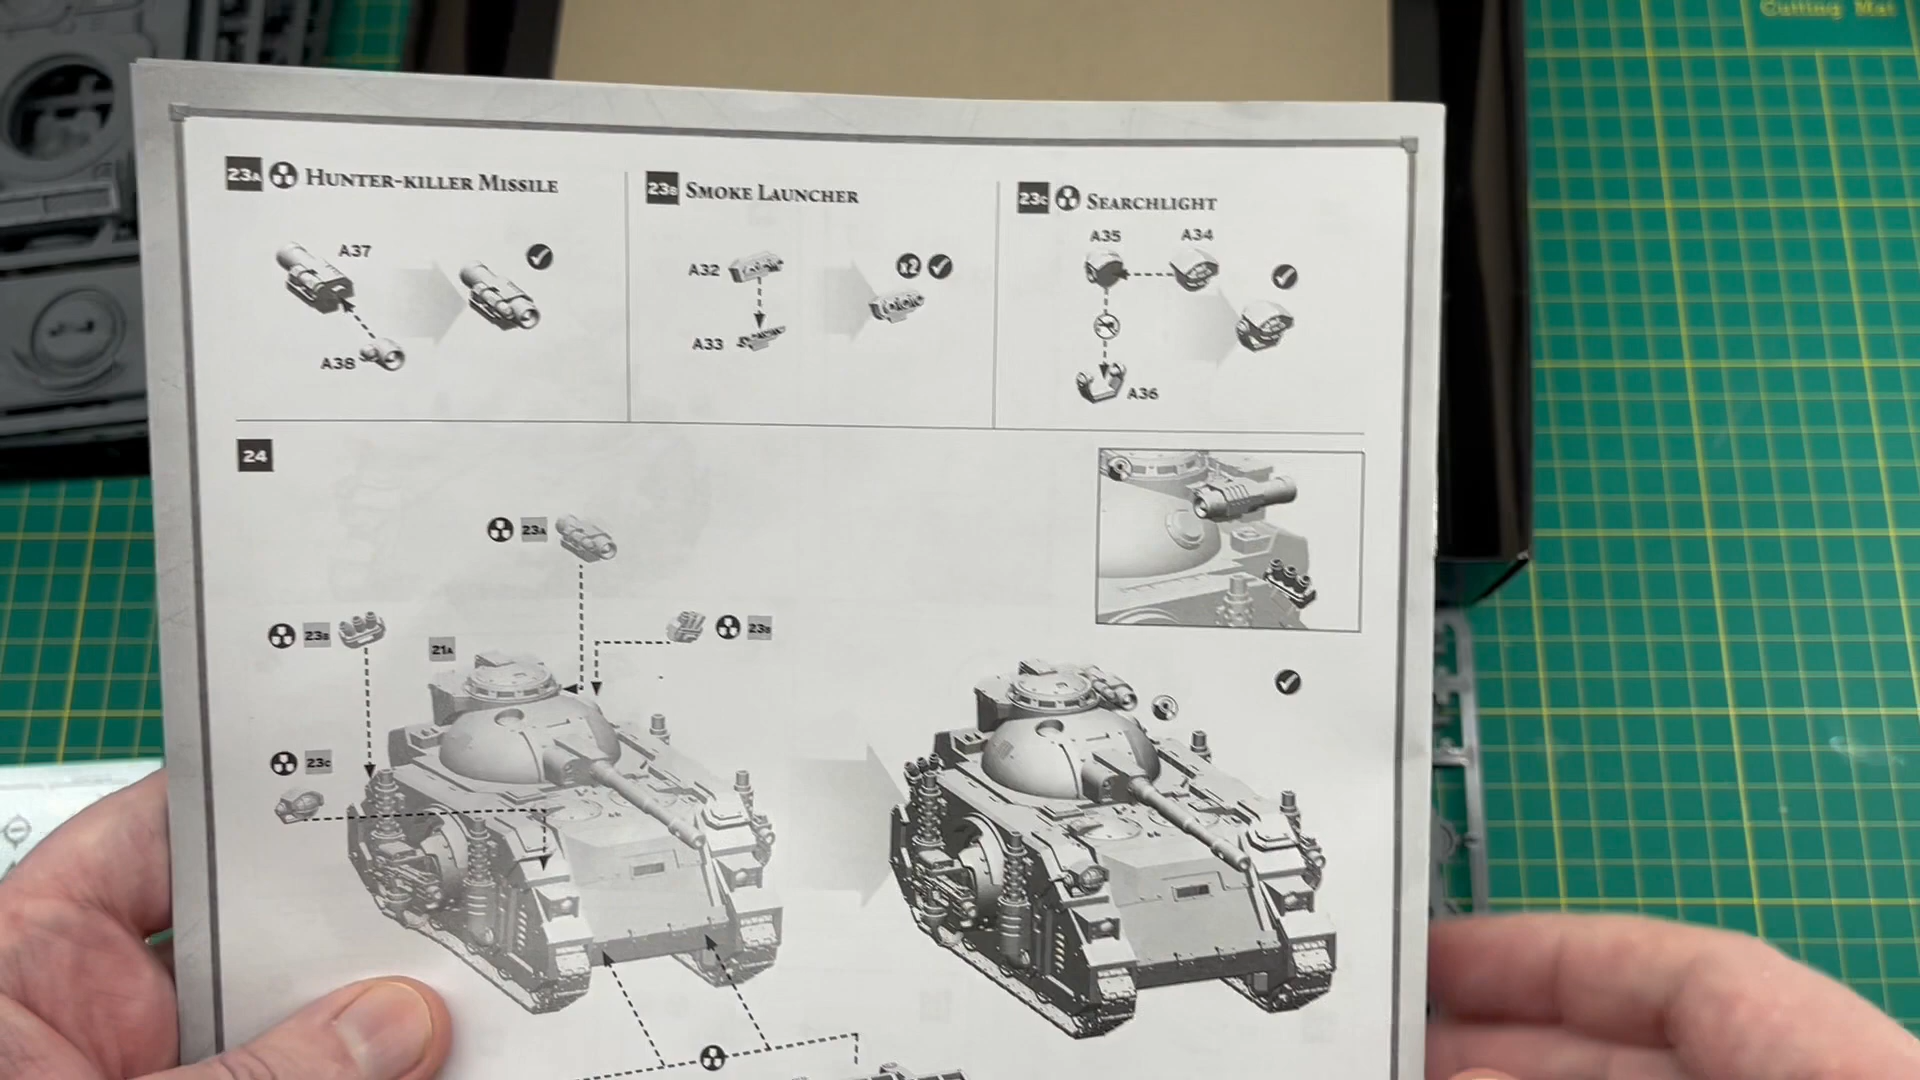 Cutting Mat
23A HUNTER-KILLER MISSILE
A37
A38
23B SMOKE LAUNCHER
A32
A33
x2
23C SEARCHLIGHT
A35
A34
A36
24
23A
23B
21A
23B
23C